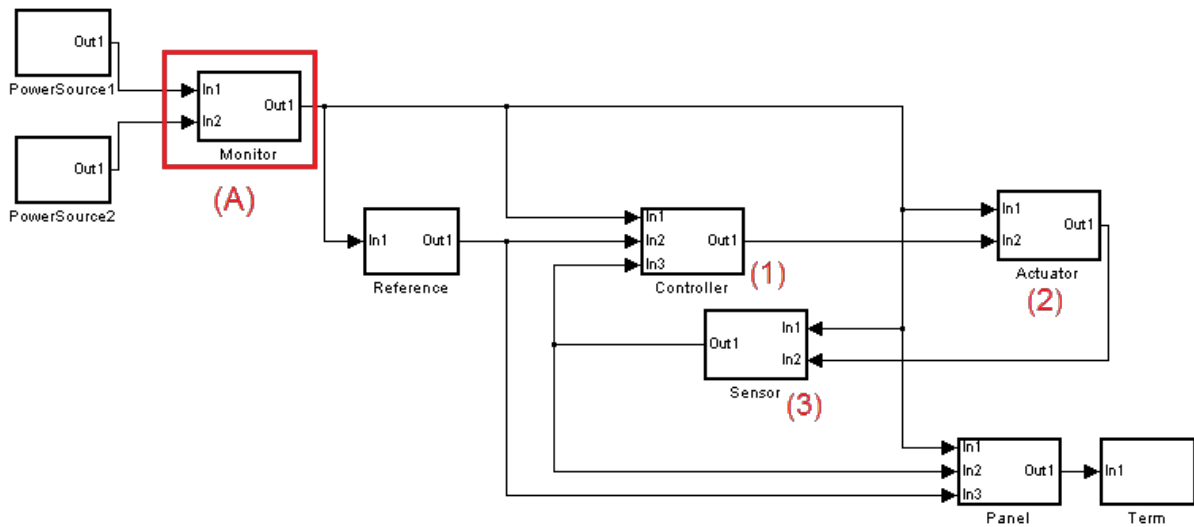 Out1
PowerSource1
Out1
PowerSource2
In1
In2
Out1
Monitor
(A)
In1
Out1
Reference
In1
In2
In3
Out1
Controller
(1)
In1
In2
Out1
Actuator
(2)
In1
In2
Out1
Sensor
(3)
In1
In2
In3
Out1
Panel
In1
Term